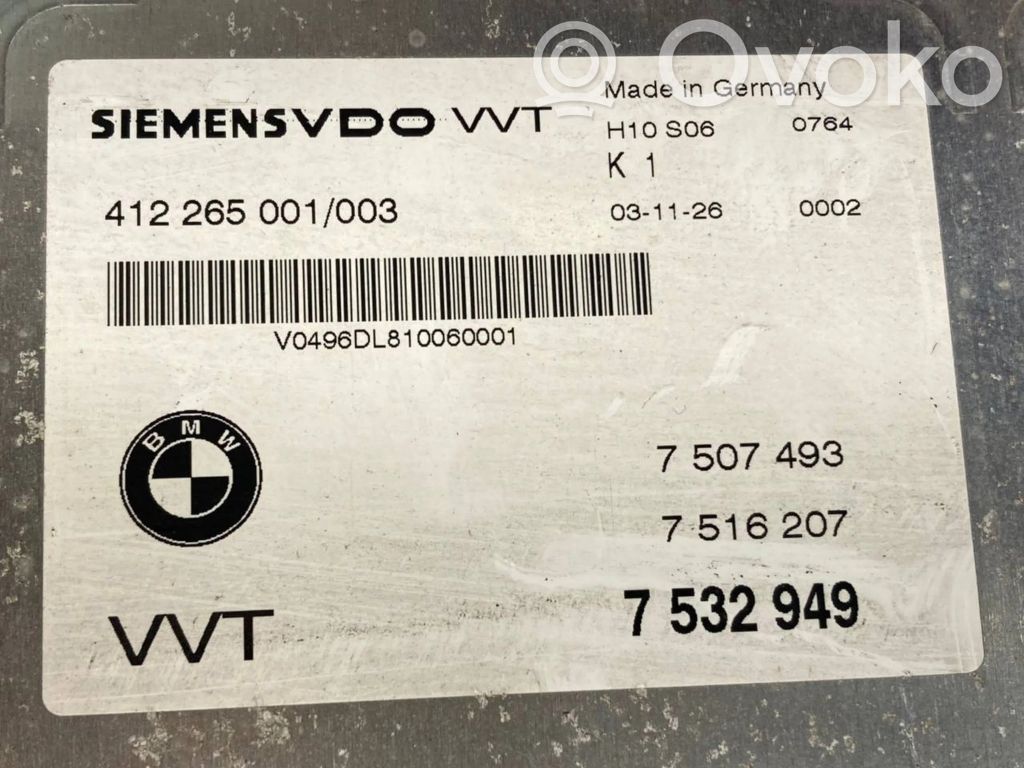 Ovoko
Made in Germany
SIEMENSVDO VVT
H10 S06 0764
K 1
412 265 001/003
03-11-26 0002
V0496DL810060001
BMW
7 507 493
7 516 207
VVT
7 532 949